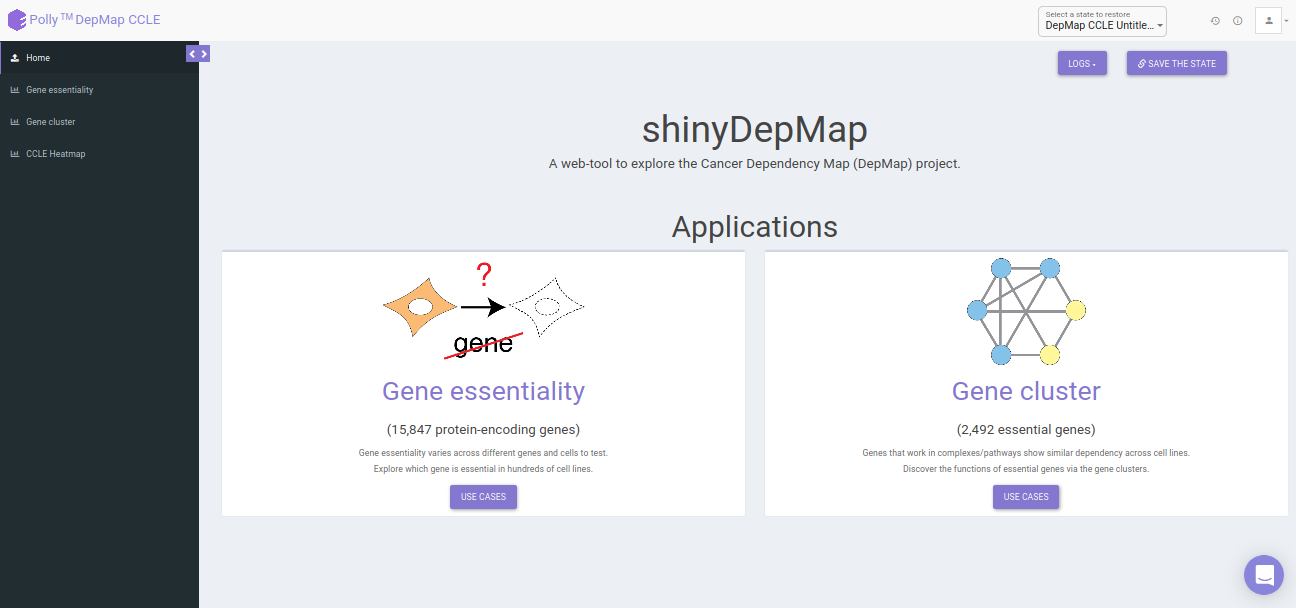 Polly TM DepMap CCLE
Select a state to restore
DepMap CCLE Untitle...
Home
Gene essentiality
Gene cluster
CCLE Heatmap
LOGS
SAVE THE STATE
shinyDepMap
A web-tool to explore the Cancer Dependency Map (DepMap) project.
Applications
?
gene
Gene essentiality
(15,847 protein-encoding genes)
Gene essentiality varies across different genes and cells to test.
Explore which gene is essential in hundreds of cell lines.
USE CASES
Gene cluster
(2,492 essential genes)
Genes that work in complexes/pathways show similar dependency across cell lines.
Discover the functions of essential genes via the gene clusters.
USE CASES